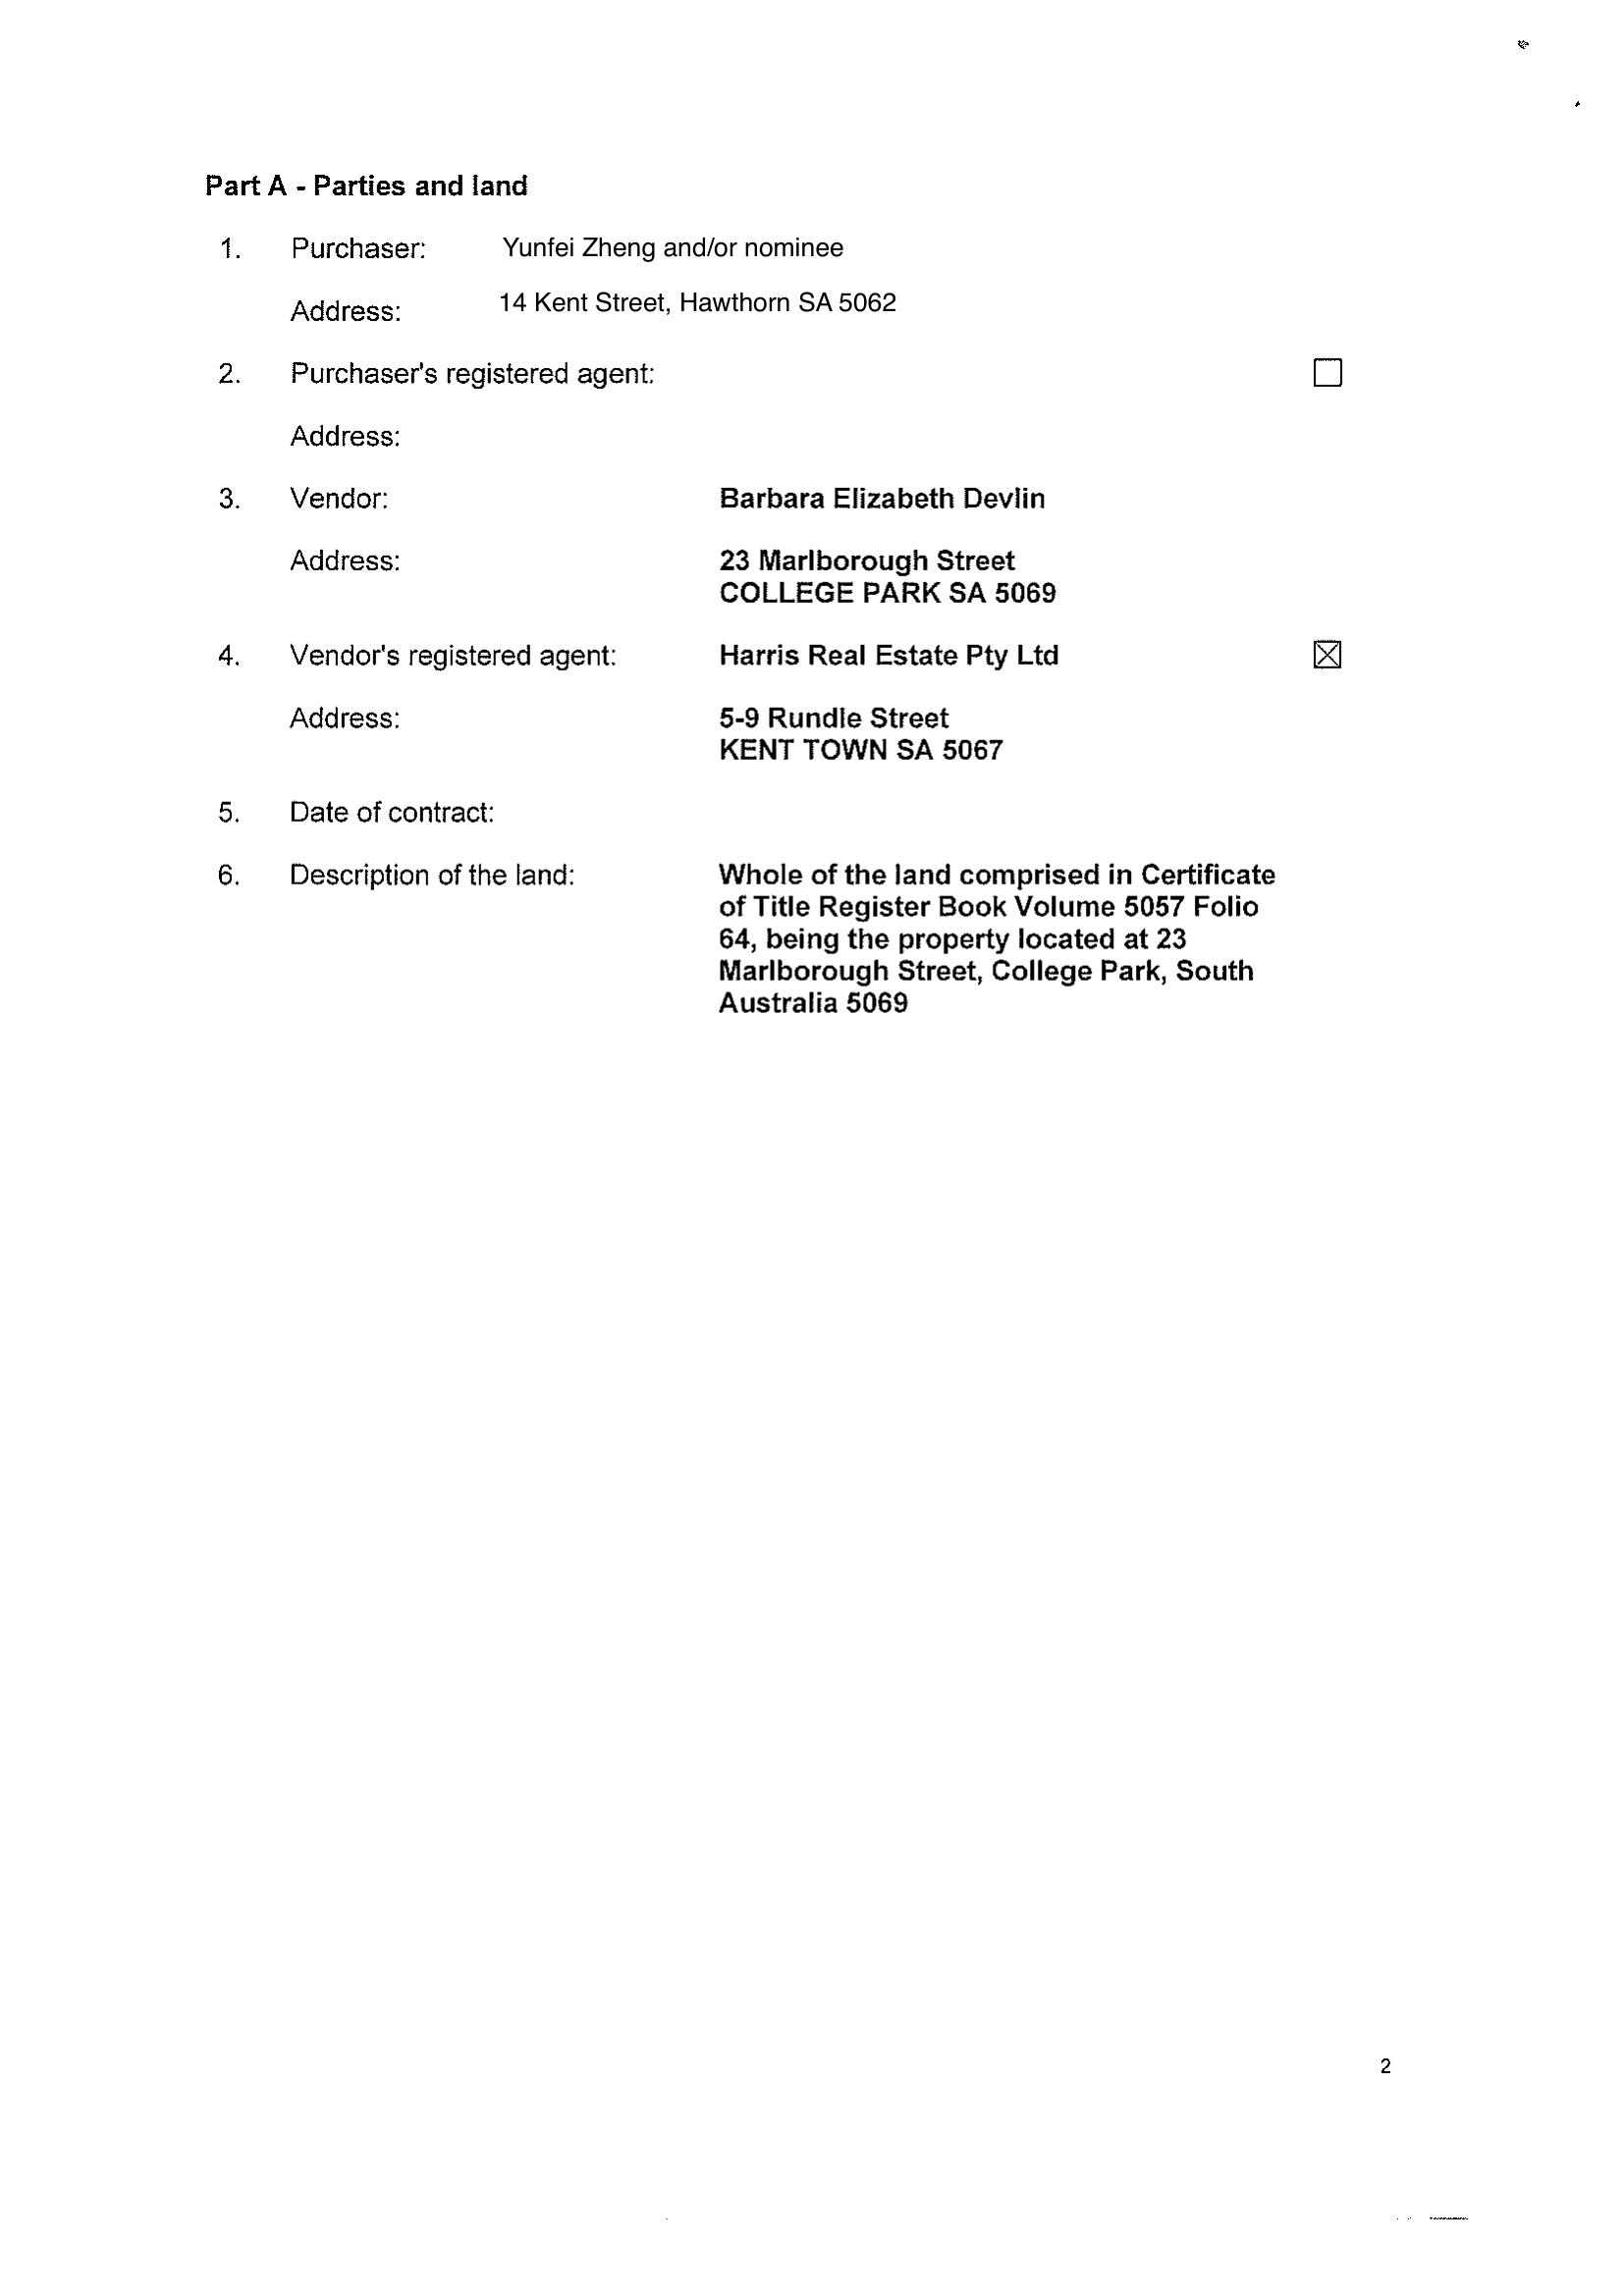 Part A - Parties and land
1. Purchaser: Yunfei Zheng and/or nominee
Address: 14 Kent Street, Hawthorn SA 5062
2. Purchaser's registered agent: ☐
Address:
3. Vendor: Barbara Elizabeth Devlin
Address: 23 Marlborough Street
COLLEGE PARK SA 5069
4. Vendor's registered agent: Harris Real Estate Pty Ltd ☒
Address: 5-9 Rundle Street
KENT TOWN SA 5067
5. Date of contract:
6. Description of the land: Whole of the land comprised in Certificate
of Title Register Book Volume 5057 Folio
64, being the property located at 23
Marlborough Street, College Park, South
Australia 5069
2